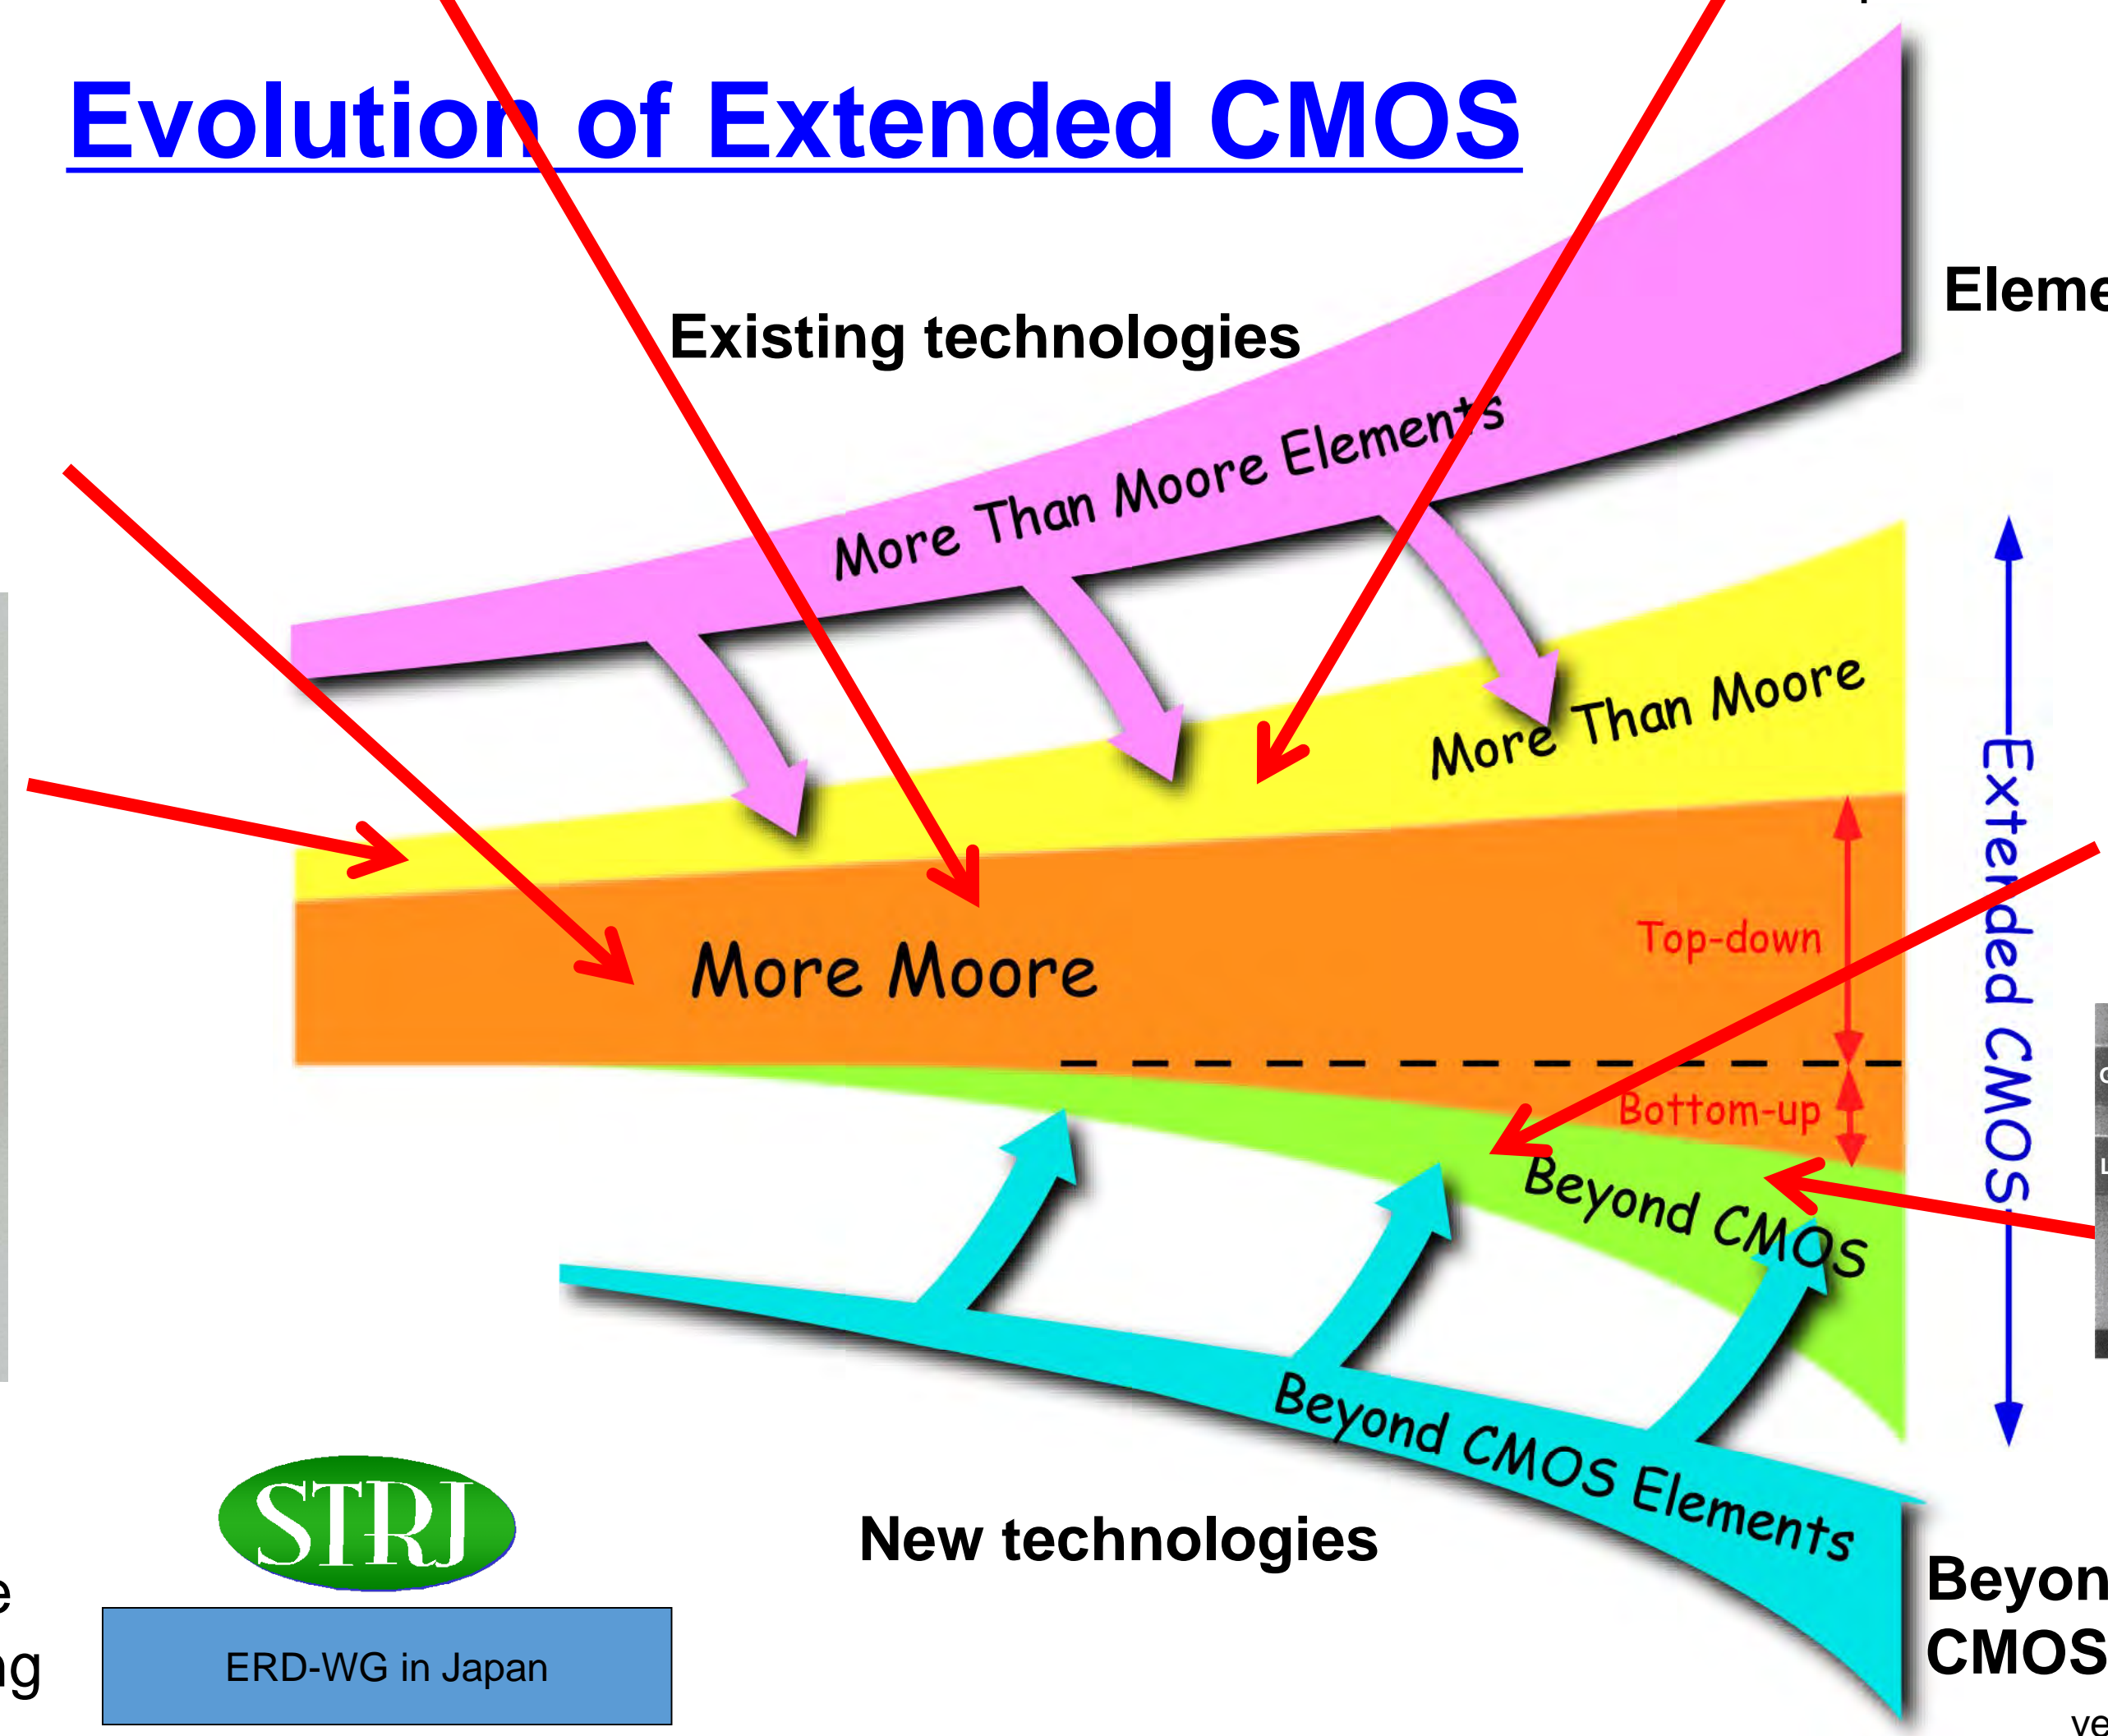 Evolution of Extended CMOS
Existing technologies
More Than Moore Elements
More Than Moore
Extended CMOS
Top-down
More Moore
Bottom-up
Beyond CMOS
Beyond CMOS Elements
New technologies
STRJ
ERD-WG in Japan
CMOS